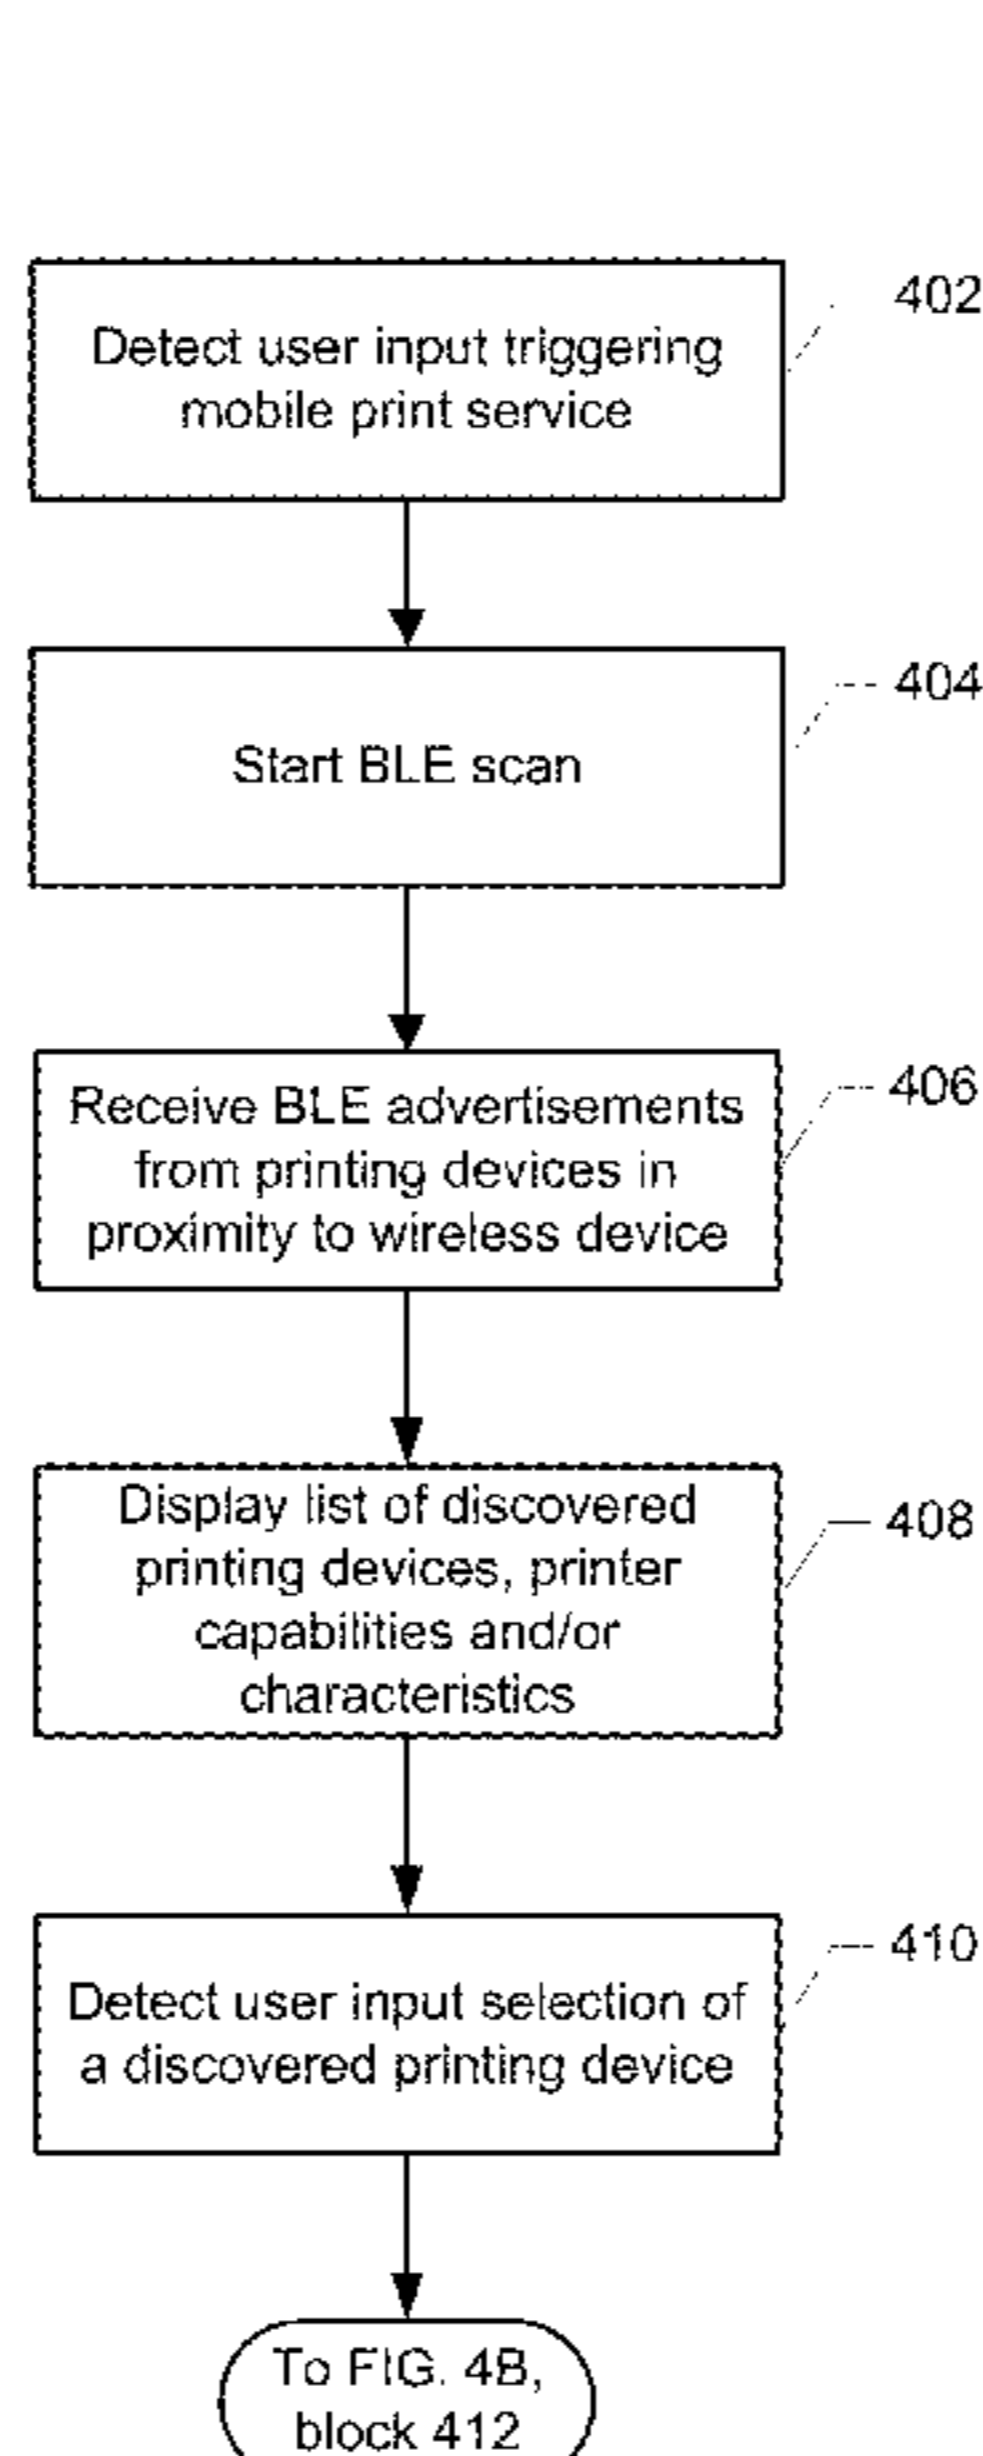 402
Detect user input triggering
mobile print service
404
Start BLE scan
406
Receive BLE advertisements
from printing devices in
proximity to wireless device
408
Display list of discovered
printing devices, printer
capabilities and/or
characteristics
410
Detect user input selection of
a discovered printing device
To FIG. 4B,
block 412